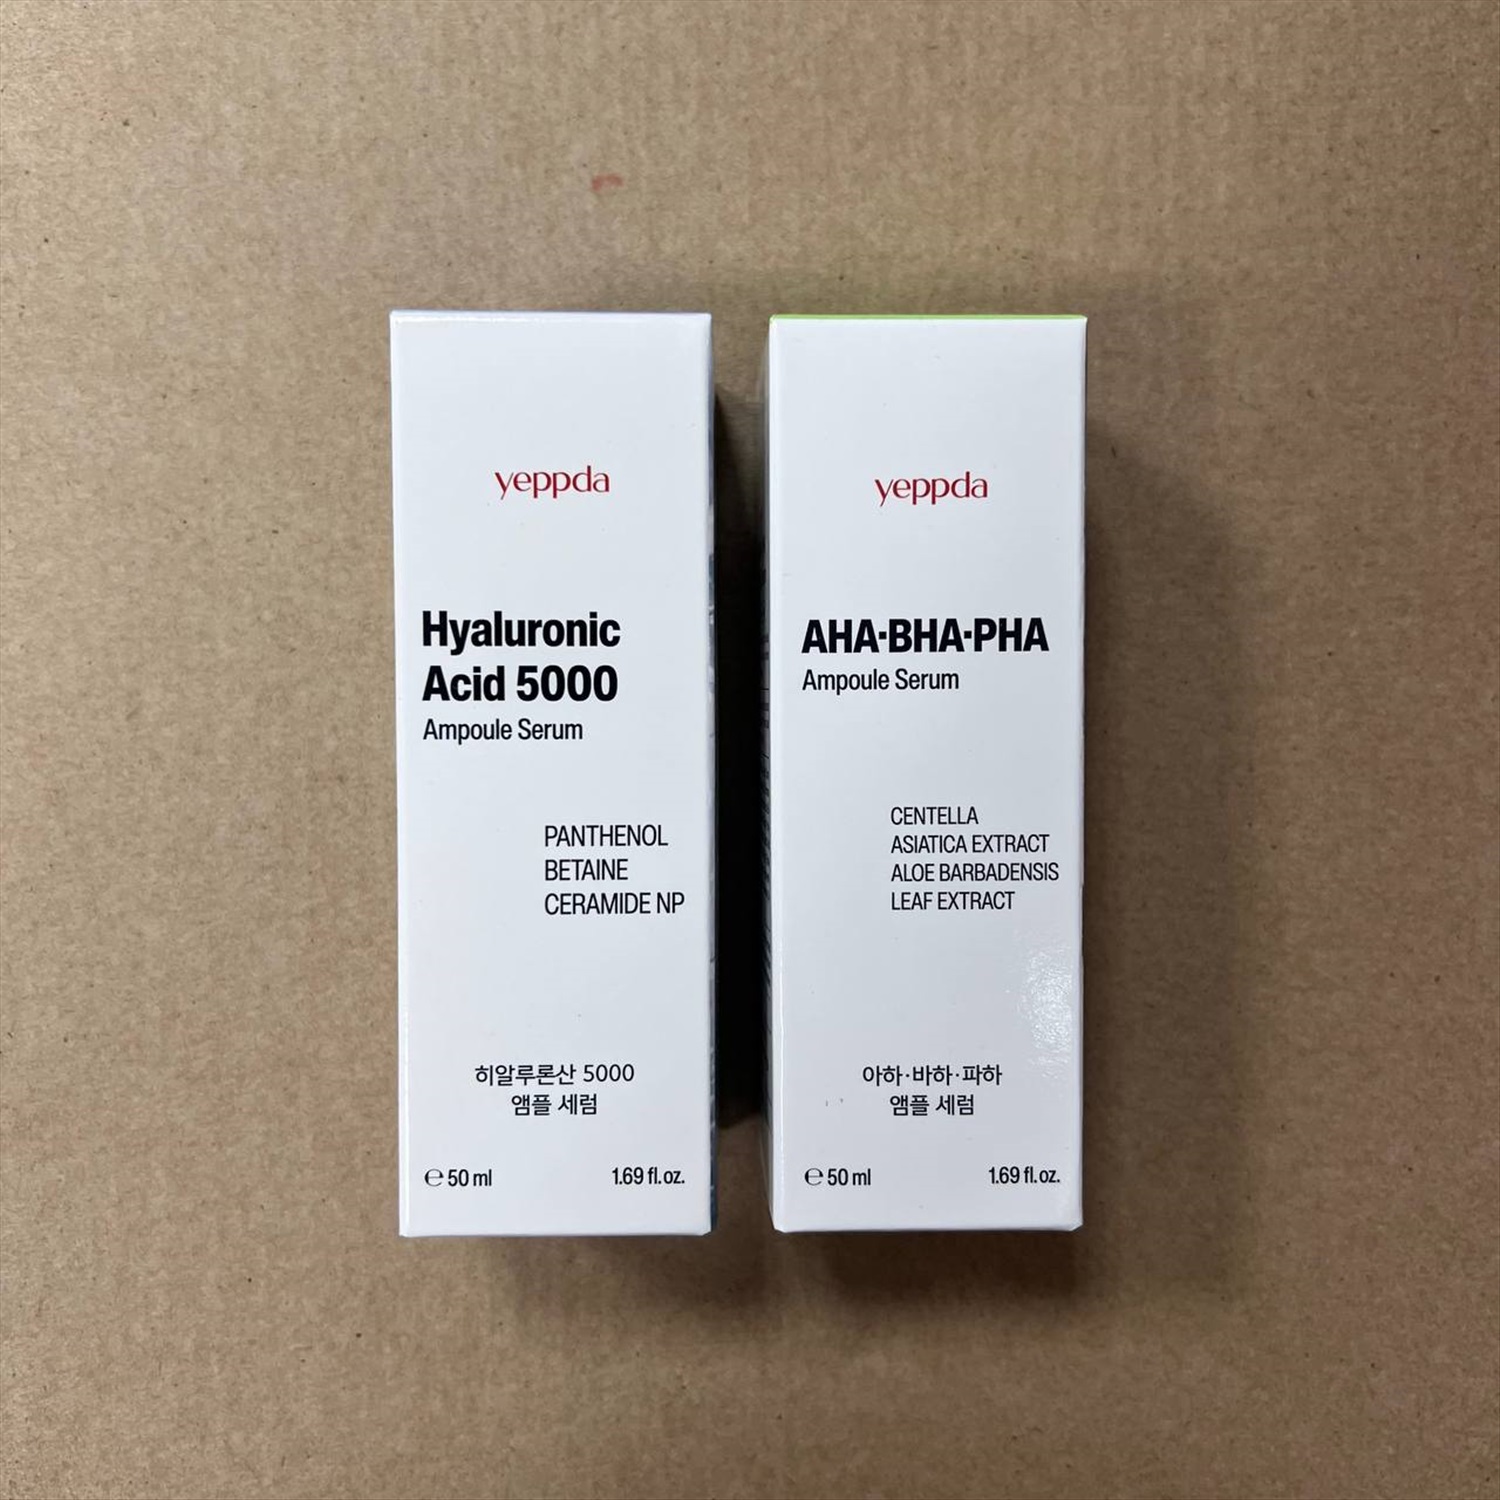 yeppda
Hyaluronic
Acid 5000
Ampoule Serum
PANTHENOL
BETAINE
CERAMIDE NP
히알루론산 5000
앰플 세럼
℮ 50 ml
1.69 fl. oz.
yeppda
AHA·BHA·PHA
Ampoule Serum
CENTELLA
ASIATICA EXTRACT
ALOE BARBADENSIS
LEAF EXTRACT
아하·바하·파하
앰플 세럼
℮ 50 ml
1.69 fl. oz.